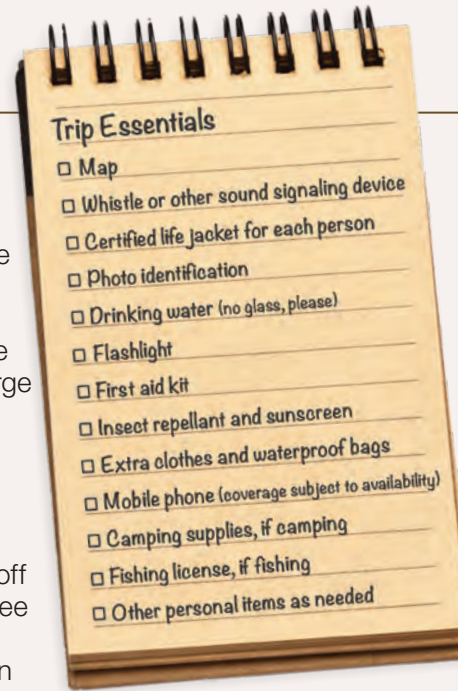 Trip Essentials
☐ Map
☐ Whistle or other sound signaling device
☐ Certified life jacket for each person
☐ Photo identification
☐ Drinking water (no glass, please)
☐ Flashlight
☐ First aid kit
☐ Insect repellant and sunscreen
☐ Extra clothes and waterproof bags
☐ Mobile phone (coverage subject to availability)
☐ Camping supplies, if camping
☐ Fishing license, if fishing
☐ Other personal items as needed
off